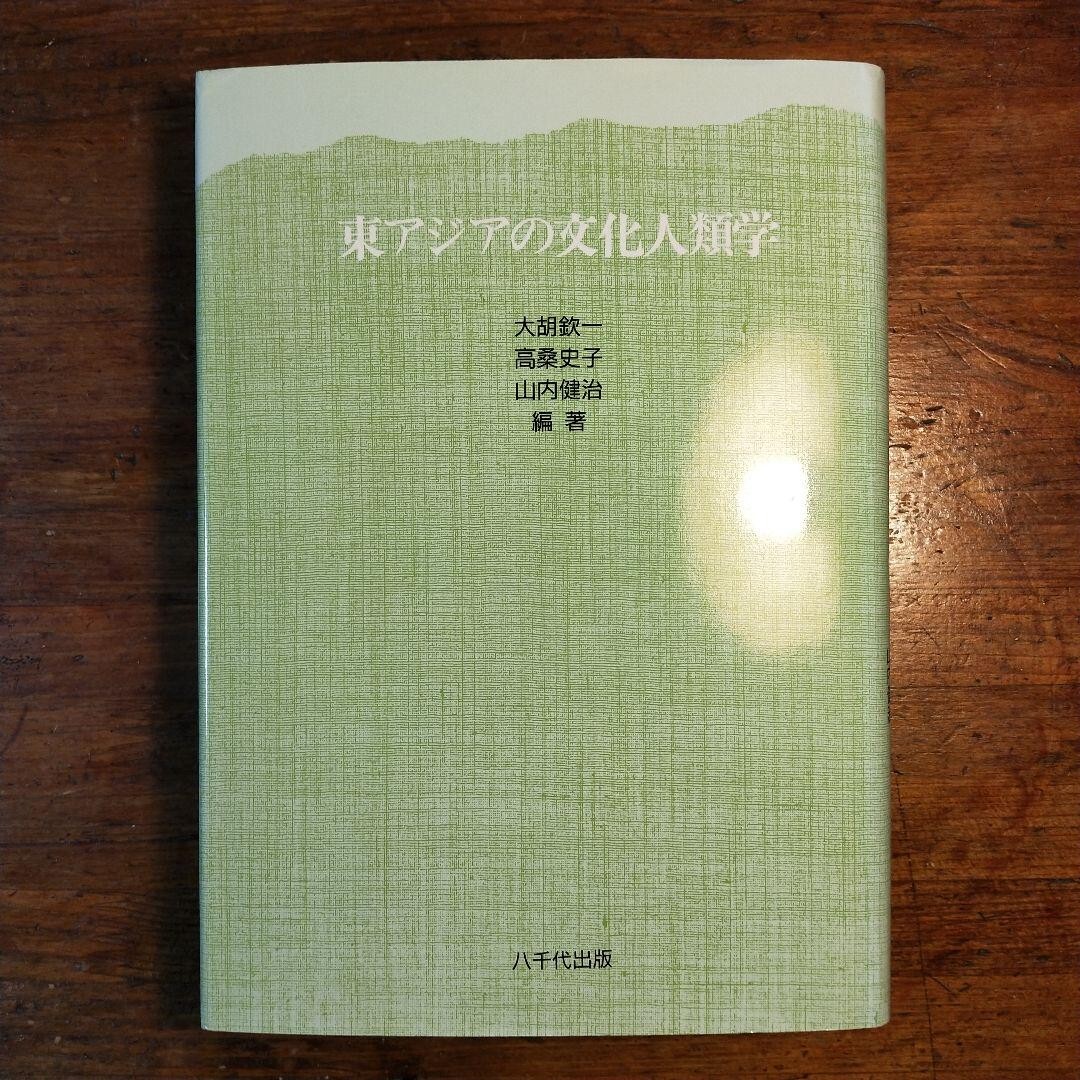 東アジアの文化人類学
大胡欽一
高桑史子
山内健治
編 著
八千代出版